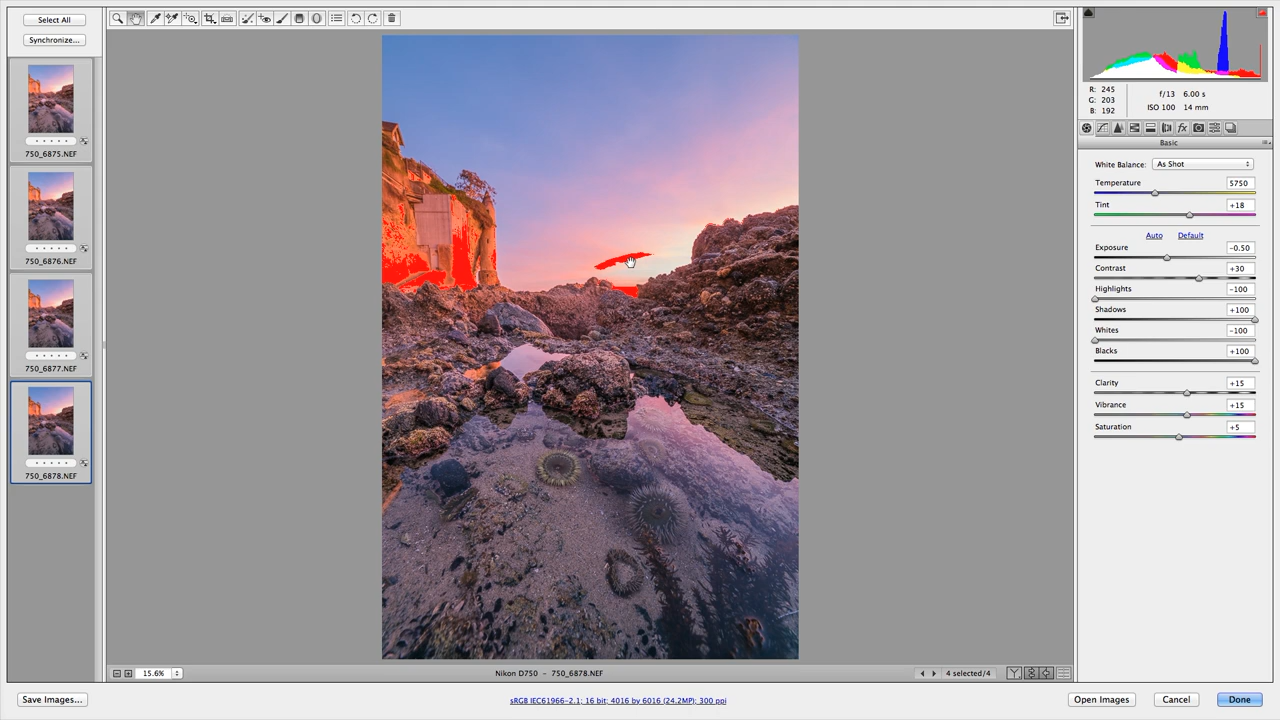 Select All
Synchronize...
750_6875.NEF
750_6876.NEF
750_6877.NEF
750_6878.NEF
15.6%
Nikon D750 - 750_6878.NEF
4 selected/4
Save Images...
sRGB IEC61966-2.1; 16 bit; 4016 by 6016 (24.2MP); 300 ppi
Open Images
Cancel
Done
R: 245
G: 203
B: 192
f/13 6.00 s
ISO 100 14 mm
fx
Basic
White Balance: As Shot
Temperature 5750
Tint +18
Auto Default
Exposure -0.50
Contrast +30
Highlights -100
Shadows +100
Whites -100
Blacks +100
Clarity +15
Vibrance +15
Saturation +5